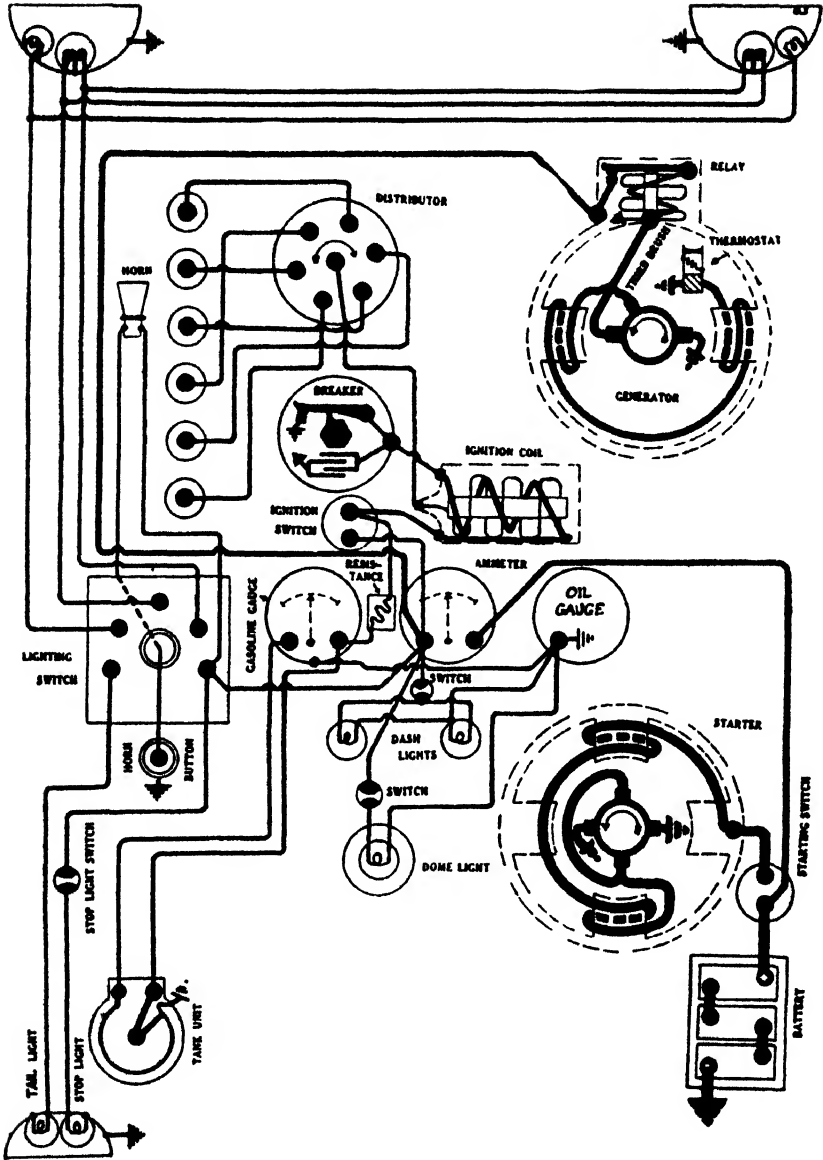 RELAY
DISTRIBUTOR
THERMOSTAT
THIRD BRUSH
HORN
GENERATOR
BREAKER
IGNITION COIL
IGNITION
SWITCH
RESIS-
TANCE
AMMETER
GASOLINE GAUGE
OIL
GAUGE
LIGHTING
SWITCH
SWITCH
DASH
LIGHTS
STARTER
HORN
BUTTON
SWITCH
STARTING SWITCH
STOP LIGHT SWITCH
DOME LIGHT
TANK UNIT
BATTERY
TAIL LIGHT
STOP LIGHT